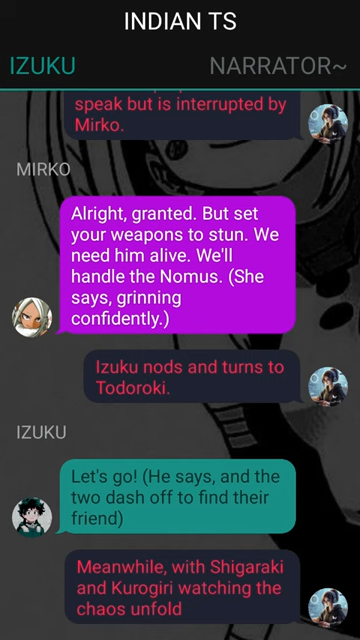 INDIAN TS
IZUKU
NARRATOR~
speak but is interrupted by
Mirko.
MIRKO
Alright, granted. But set
your weapons to stun. We
need him alive. We'll
handle the Nomus. (She
says, grinning
confidently.)
Izuku nods and turns to
Todoroki.
IZUKU
Let's go! (He says, and the
two dash off to find their
friend)
Meanwhile, with Shigaraki
and Kurogiri watching the
chaos unfold